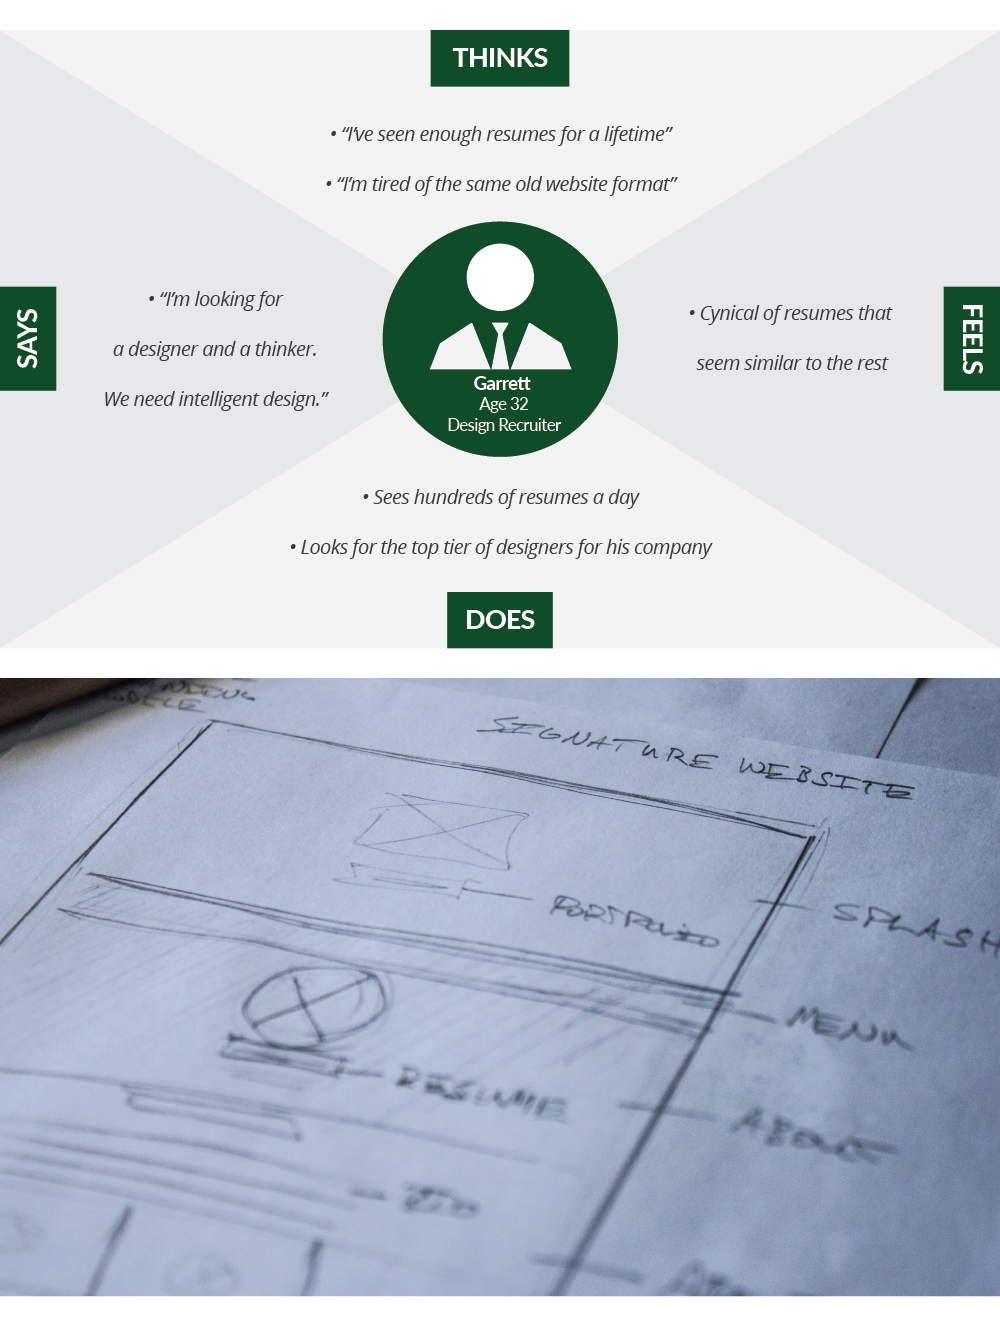 THINKS
• “I’ve seen enough resumes for a lifetime”
• “I’m tired of the same old website format”
SAYS
• “I’m looking for
a designer and a thinker.
We need intelligent design.”
FEELS
• Cynical of resumes that
seem similar to the rest
Garrett
Age 32
Design Recruiter
• Sees hundreds of resumes a day
• Looks for the top tier of designers for his company
DOES
SIGNATURE WEBSITE
PORTFOLIO
SPLASH
MENU
RESUME
ABOUT